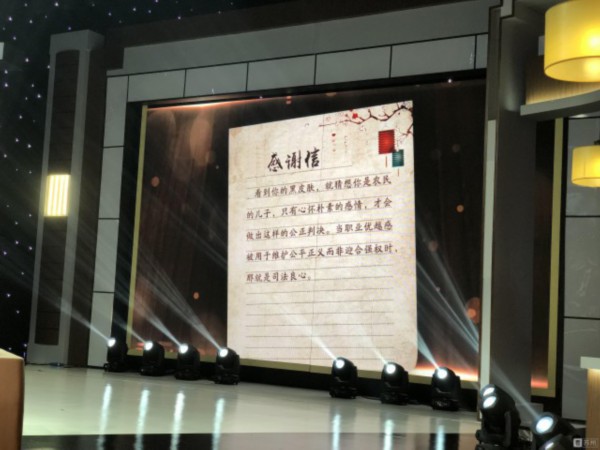 感谢信
看到你的黑皮肤，就猜想你是农民
的儿子，只有心怀朴素的感情，才会
做出这样的公正判决。当职业优越感
被用于维护公平正义而非迎合强权时，
那就是司法良心。